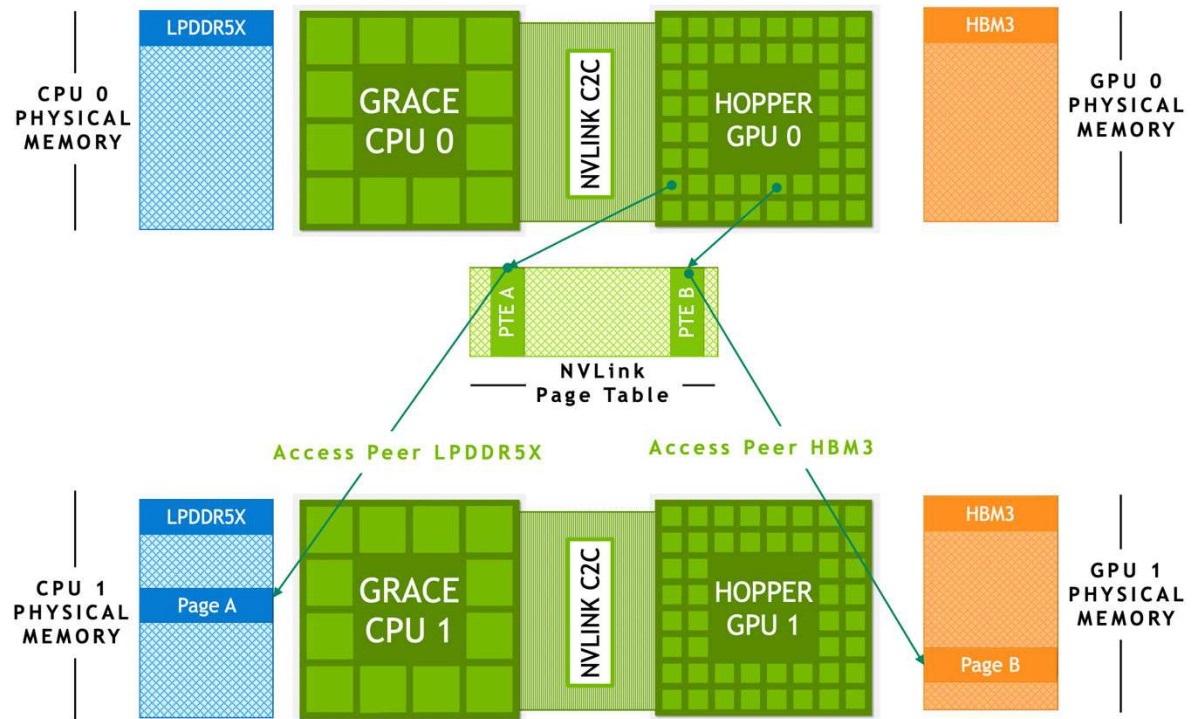 LPDDR5X
CPU 0
PHYSICAL
MEMORY
GRACE
CPU 0
NVLINK C2C
HOPPER
GPU 0
HBM3
GPU 0
PHYSICAL
MEMORY
PTE A
PTE B
NVLink
Page Table
Access Peer LPDDR5X
Access Peer HBM3
LPDDR5X
Page A
CPU 1
PHYSICAL
MEMORY
GRACE
CPU 1
NVLINK C2C
HOPPER
GPU 1
HBM3
Page B
GPU 1
PHYSICAL
MEMORY